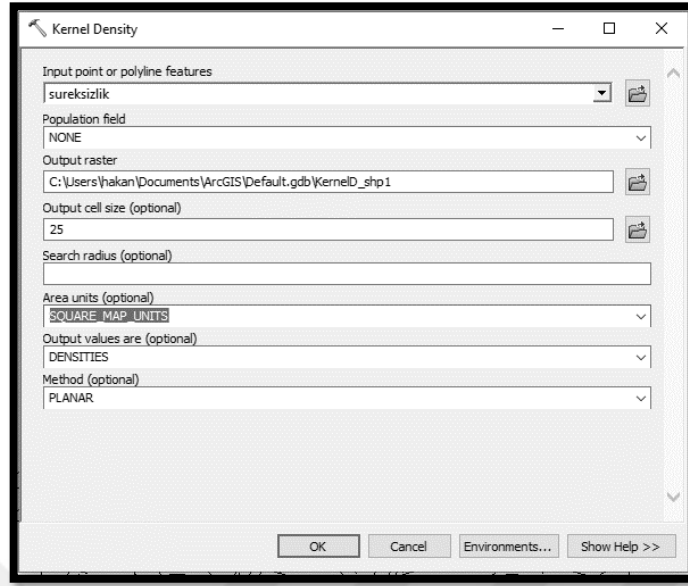 Kernel Density
Input point or polyline features
sureksizlik
Population field
NONE
Output raster
C:\Users\hakan\Documents\ArcGIS\Default.gdb\KernelD_shp1
Output cell size (optional)
25
Search radius (optional)
Area units (optional)
SQUARE_MAP_UNITS
Output values are (optional)
DENSITIES
Method (optional)
PLANAR
OK Cancel Environments... Show Help >>